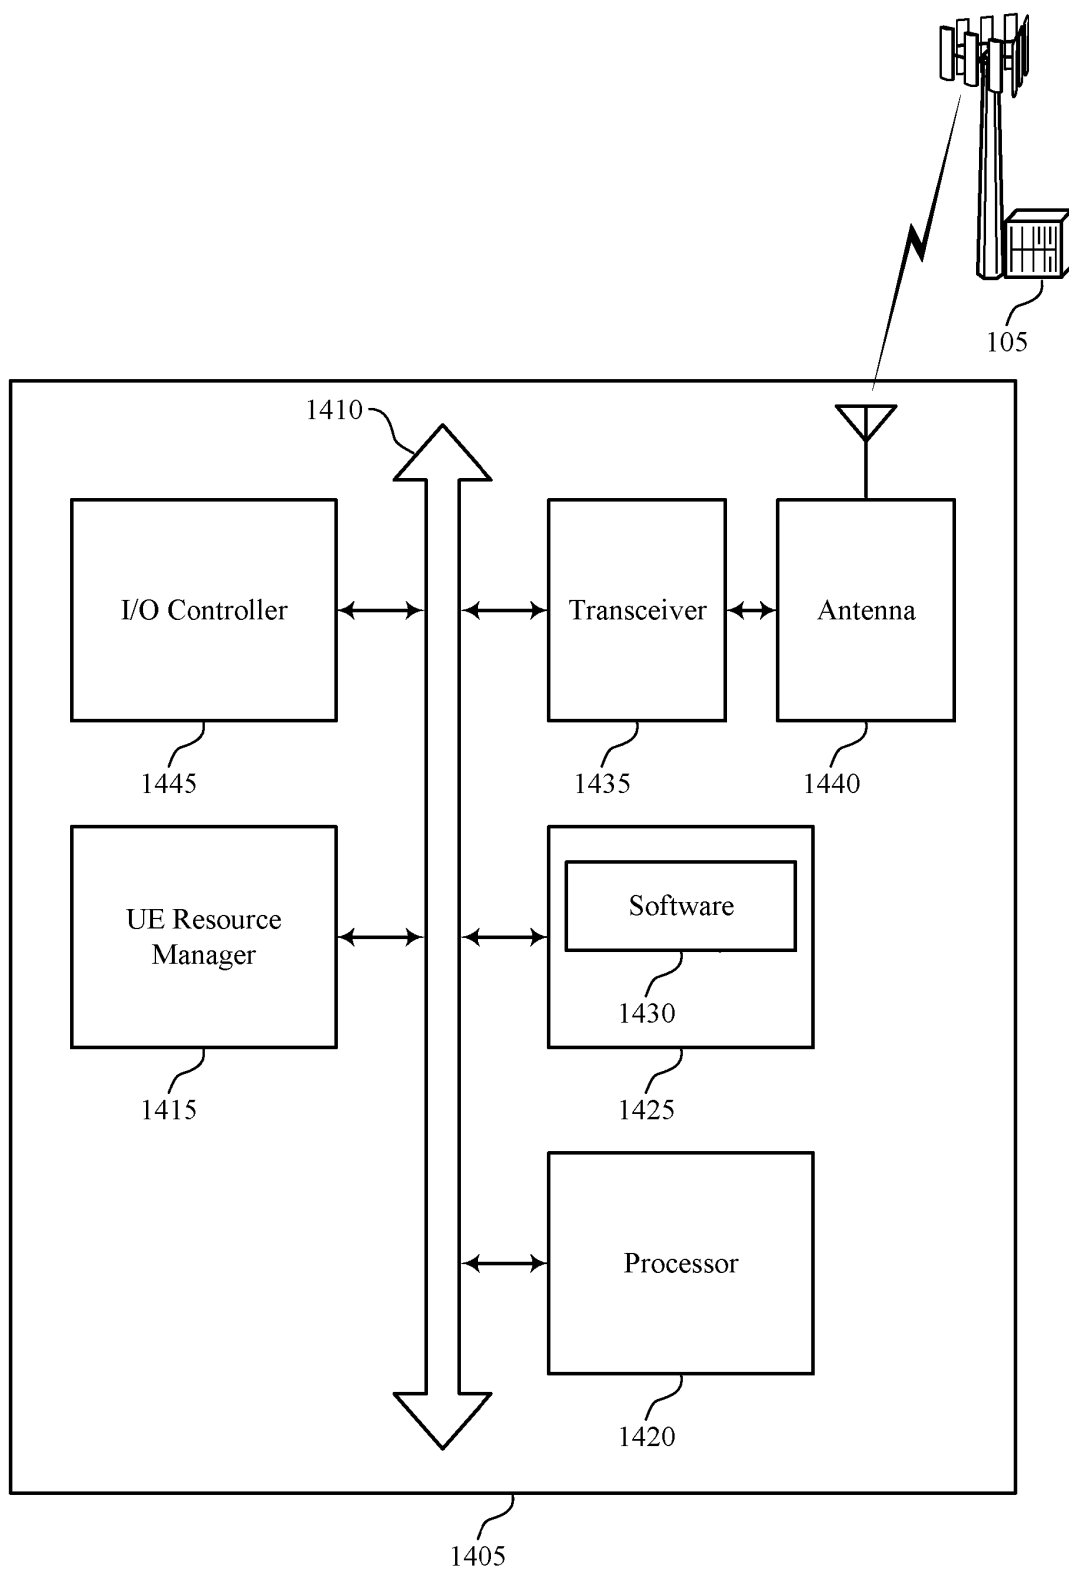 105
1410
I/O Controller
Transceiver
Antenna
1445
1435
1440
UE Resource
Manager
Software
1430
1415
1425
Processor
1420
1405